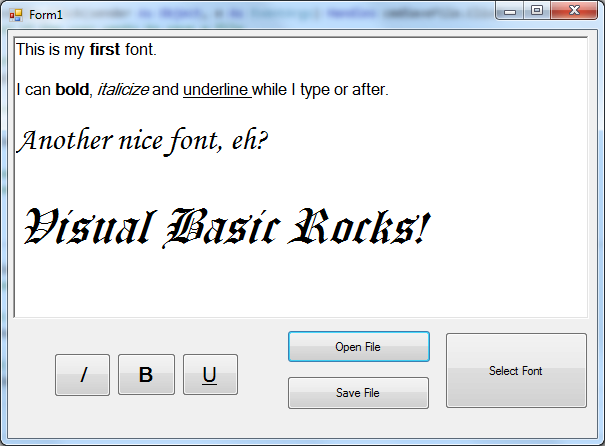 Form1
This is my first font.
I can bold, italicize and underline while I type or after.
Another nice font, eh?
Visual Basic Rocks!
I B U
Open File
Save File
Select Font